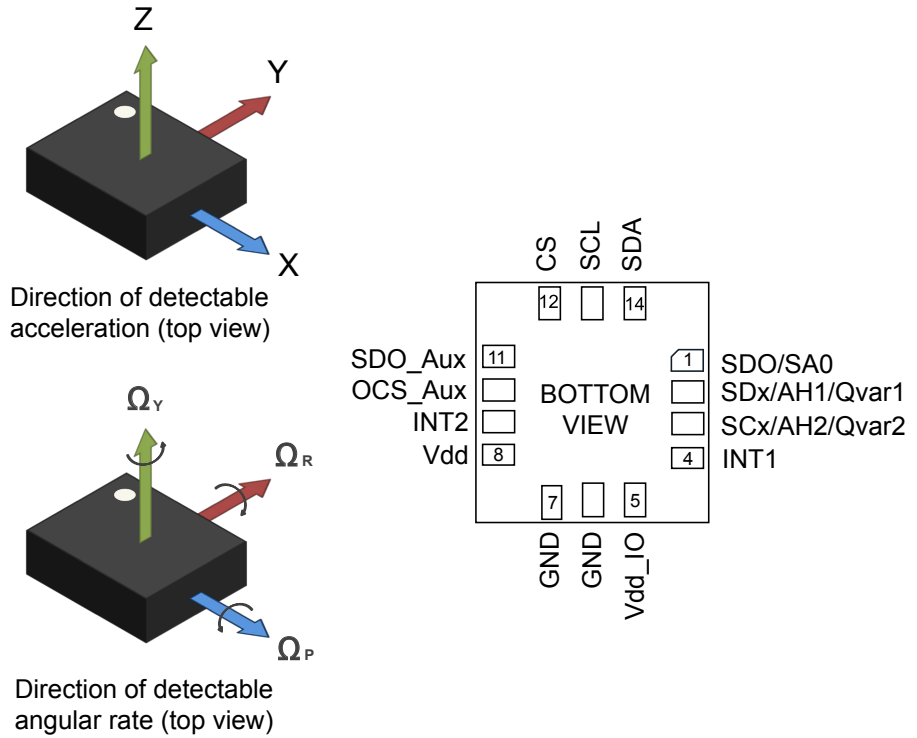 Z
Y
X
Direction of detectable
acceleration (top view)
ΩY
ΩR
ΩP
Direction of detectable
angular rate (top view)
CS
SCL
SDA
12
14
SDO_Aux
11
1
SDO/SA0
OCS_Aux
SDx/AH1/Qvar1
INT2
SCx/AH2/Qvar2
Vdd
8
4
INT1
BOTTOM
VIEW
7
5
GND
GND
Vdd_IO